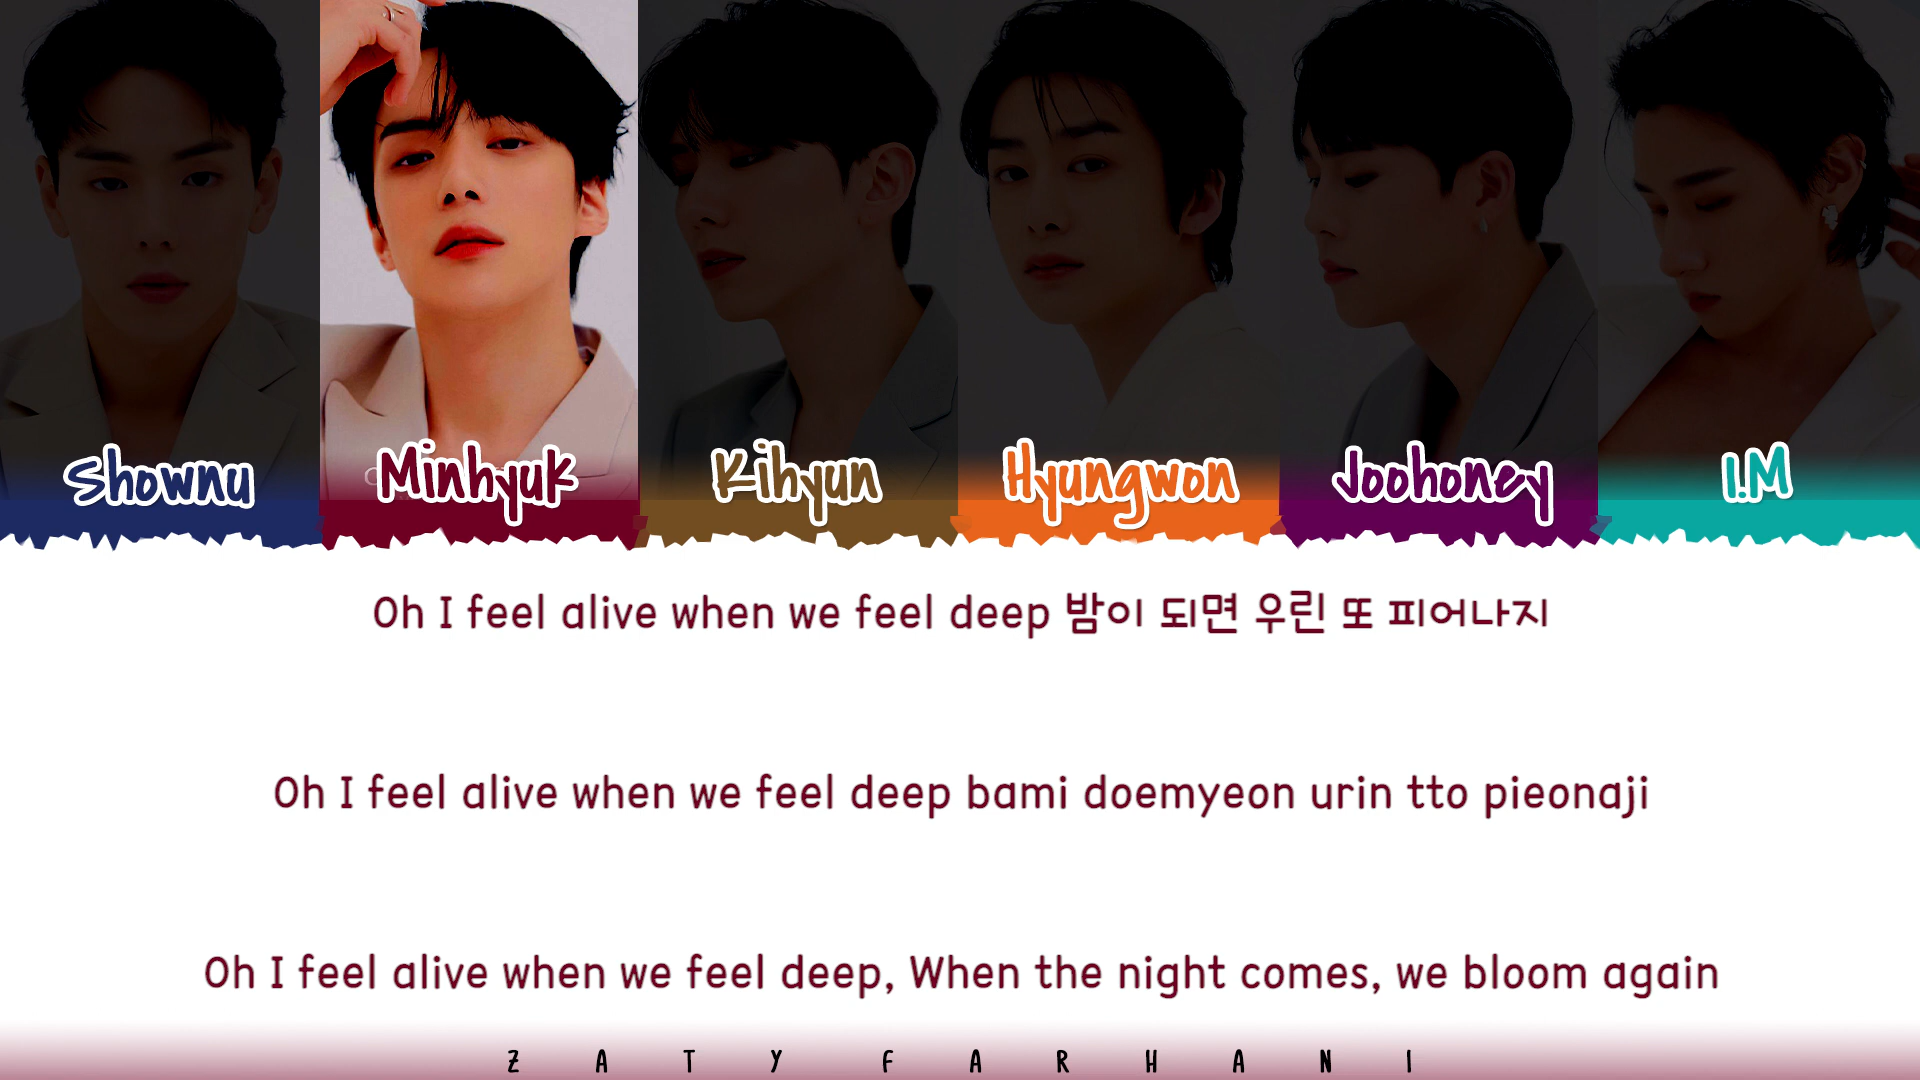 Shownu Minhyuk Kihyun Hyungwon Joohoney I.M
Oh I feel alive when we feel deep 밤이 되면 우린 또 피어나지
Oh I feel alive when we feel deep bami doemyeon urin tto pieonaji
Oh I feel alive when we feel deep, When the night comes, we bloom again
ZATY FARHANI